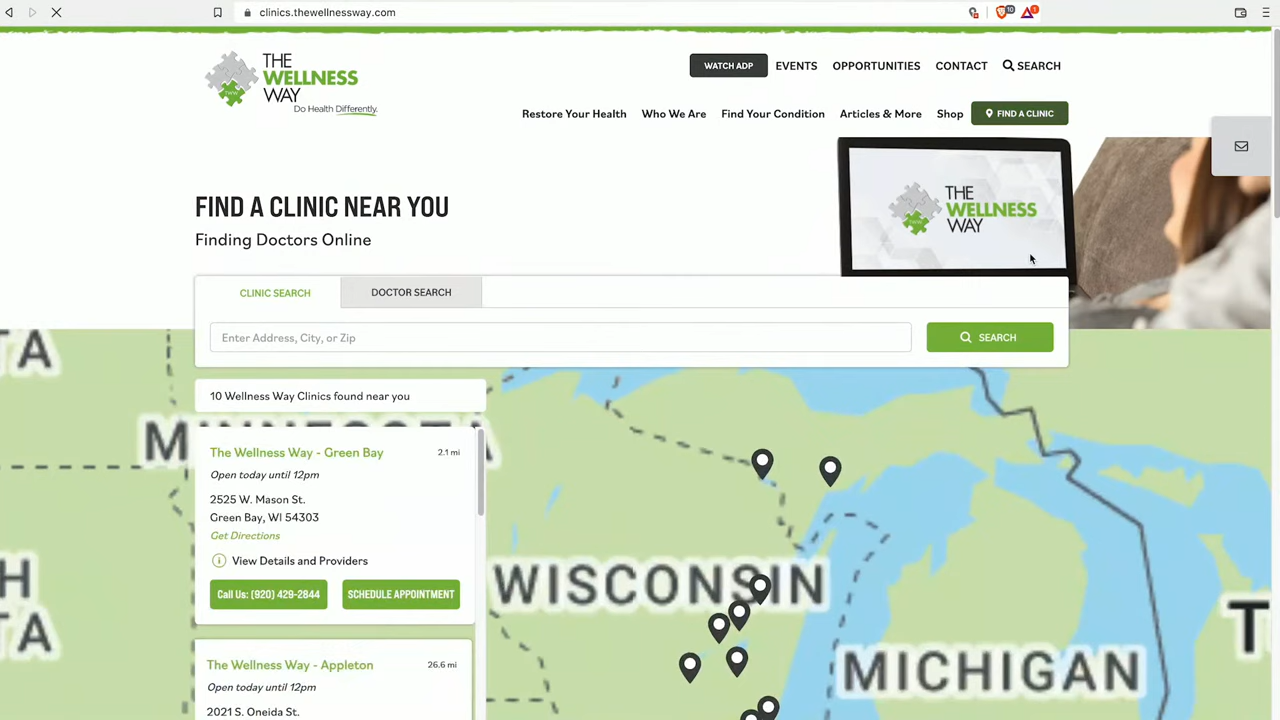 clinics.thewellnessway.com
10
1
THE
WELLNESS
WAY
TWW
Do Health Differently.
WATCH ADP
EVENTS
OPPORTUNITIES
CONTACT
SEARCH
Restore Your Health
Who We Are
Find Your Condition
Articles & More
Shop
FIND A CLINIC
THE
WELLNESS
WAY
FIND A CLINIC NEAR YOU
Finding Doctors Online
CLINIC SEARCH
DOCTOR SEARCH
Enter Address, City, or Zip
SEARCH
10 Wellness Way Clinics found near you
The Wellness Way - Green Bay
2.1 mi
Open today until 12pm
2525 W. Mason St.
Green Bay, WI 54303
Get Directions
View Details and Providers
Call Us: (920) 429-2844
SCHEDULE APPOINTMENT
The Wellness Way - Appleton
26.6 mi
Open today until 12pm
2021 S. Oneida St.
WISCONSIN
MICHIGAN